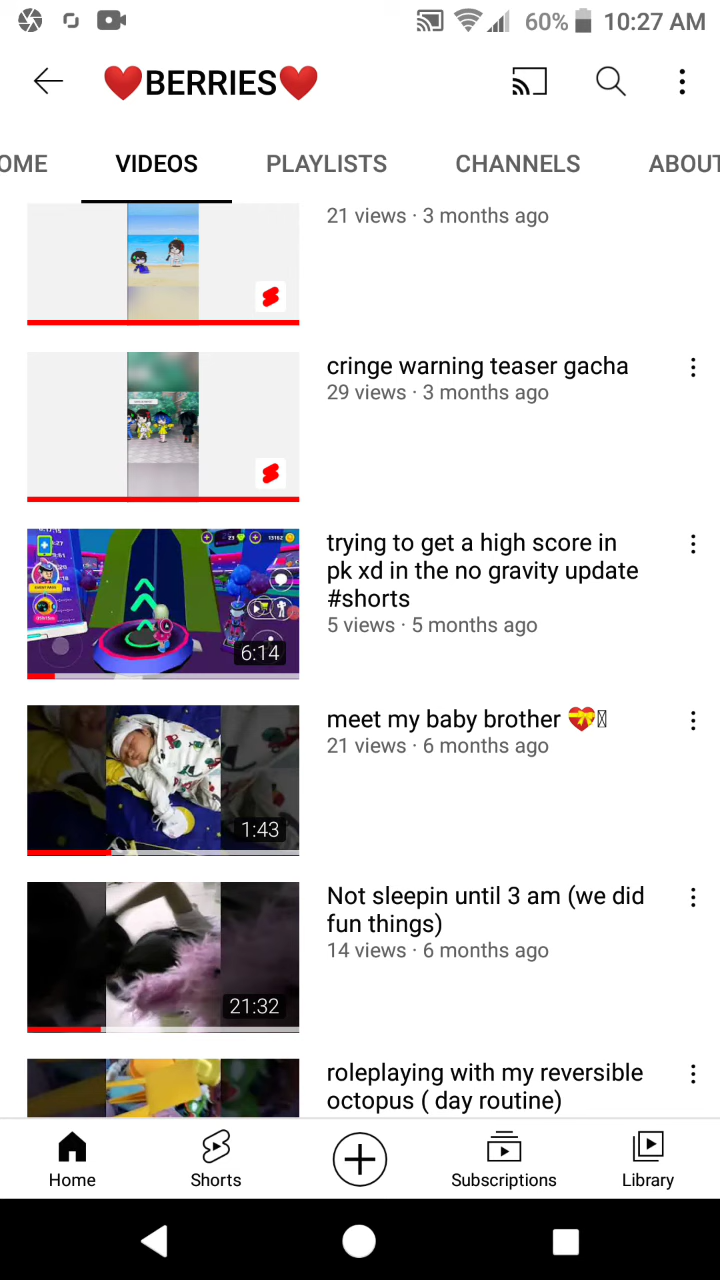 60% 10:27 AM
❤️BERRIES❤️
OME VIDEOS PLAYLISTS CHANNELS ABOUT
21 views · 3 months ago
cringe warning teaser gacha
29 views · 3 months ago
trying to get a high score in
pk xd in the no gravity update
#shorts
5 views · 5 months ago
6:14
meet my baby brother 💝
21 views · 6 months ago
1:43
Not sleepin until 3 am (we did
fun things)
14 views · 6 months ago
21:32
roleplaying with my reversible
octopus ( day routine)
Home Shorts Subscriptions Library